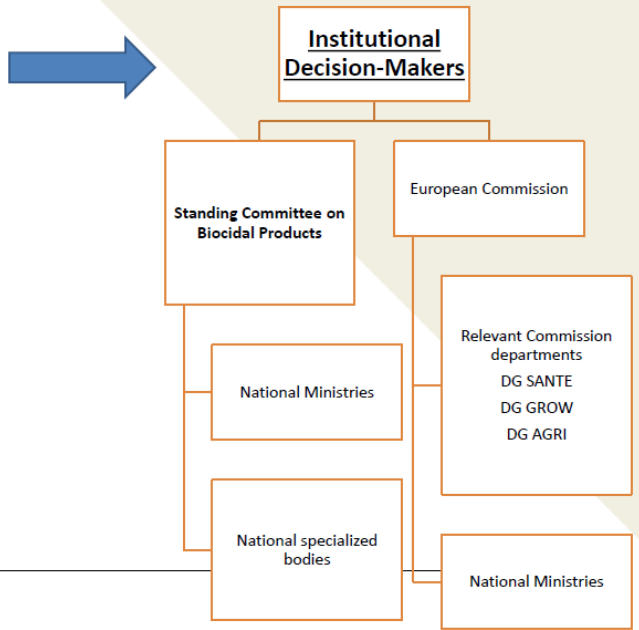 Institutional
Decision-Makers
Standing Committee on
Biocidal Products
European Commission
National Ministries
National specialized
bodies
Relevant Commission
departments
DG SANTE
DG GROW
DG AGRI
National Ministries